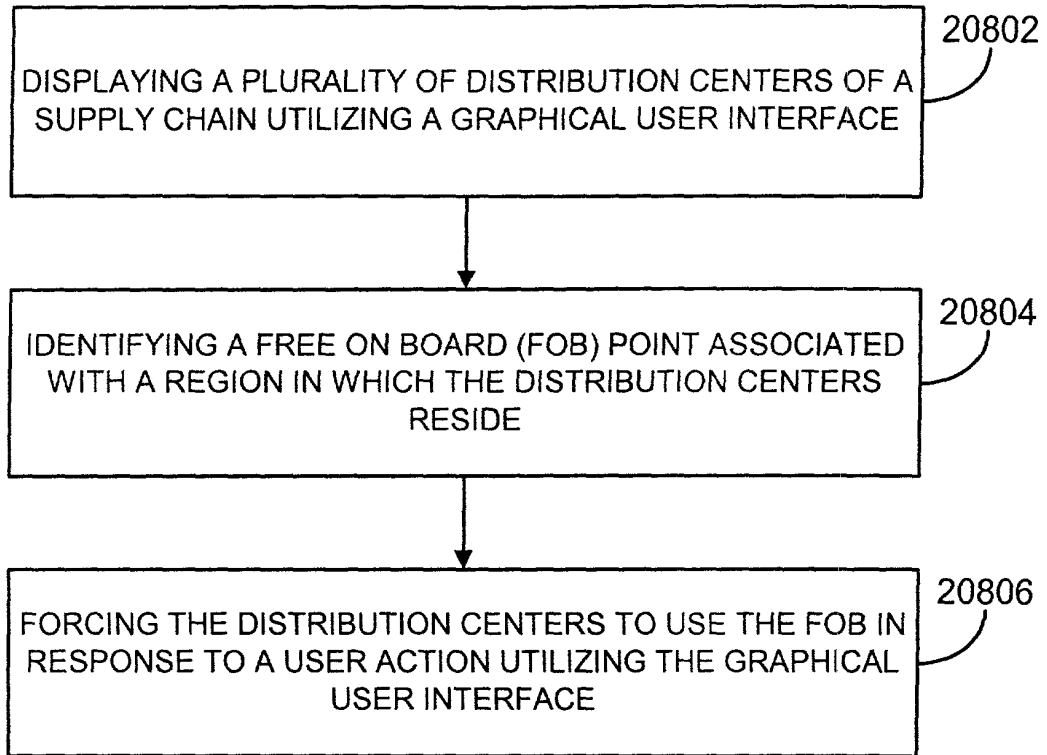 20802
DISPLAYING A PLURALITY OF DISTRIBUTION CENTERS OF A
SUPPLY CHAIN UTILIZING A GRAPHICAL USER INTERFACE
20804
IDENTIFYING A FREE ON BOARD (FOB) POINT ASSOCIATED
WITH A REGION IN WHICH THE DISTRIBUTION CENTERS
RESIDE
20806
FORCING THE DISTRIBUTION CENTERS TO USE THE FOB IN
RESPONSE TO A USER ACTION UTILIZING THE GRAPHICAL
USER INTERFACE